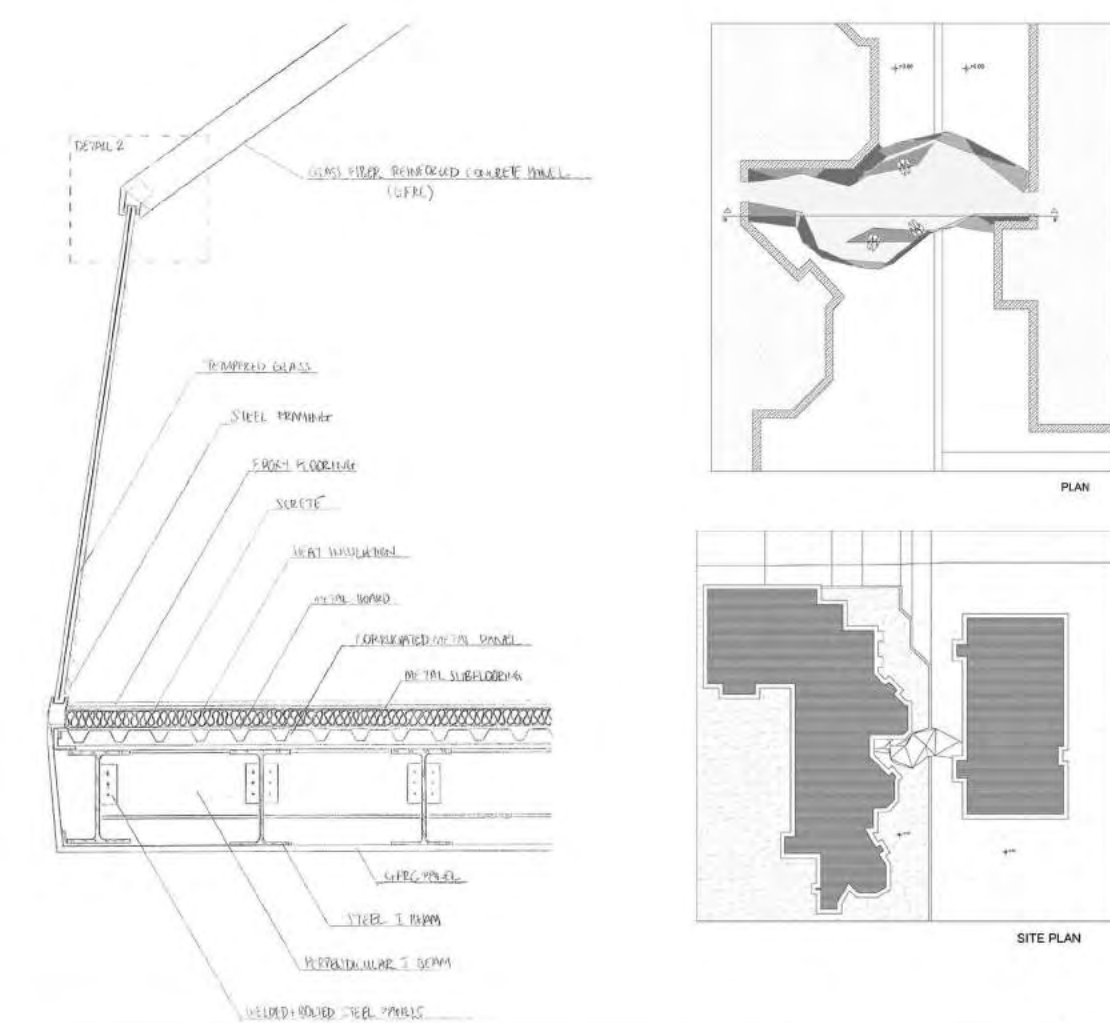 DETAIL 2
GLASS FIBER REINFORCED CONCRETE PANEL
(GFRC)
TEMPERED GLASS
STEEL FRAMING
EPOXY FLOORING
SCRETE
HEAT INSULATION
METAL BOARD
CORRUGATED METAL PANEL
METAL SUBFLOORING
GFRC PANEL
STEEL I BEAM
PERPENDICULAR I BEAM
WELDED+BOLTED STEEL PANELS
PLAN
SITE PLAN